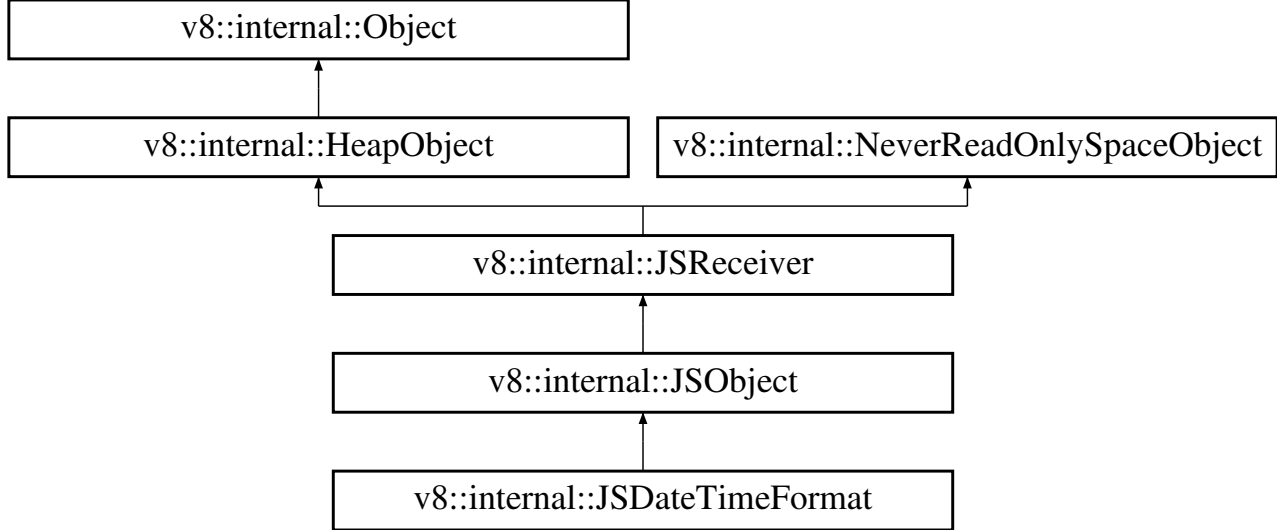 v8::internal::Object
v8::internal::HeapObject
v8::internal::NeverReadOnlySpaceObject
v8::internal::JSReceiver
v8::internal::JSObject
v8::internal::JSDateTimeFormat